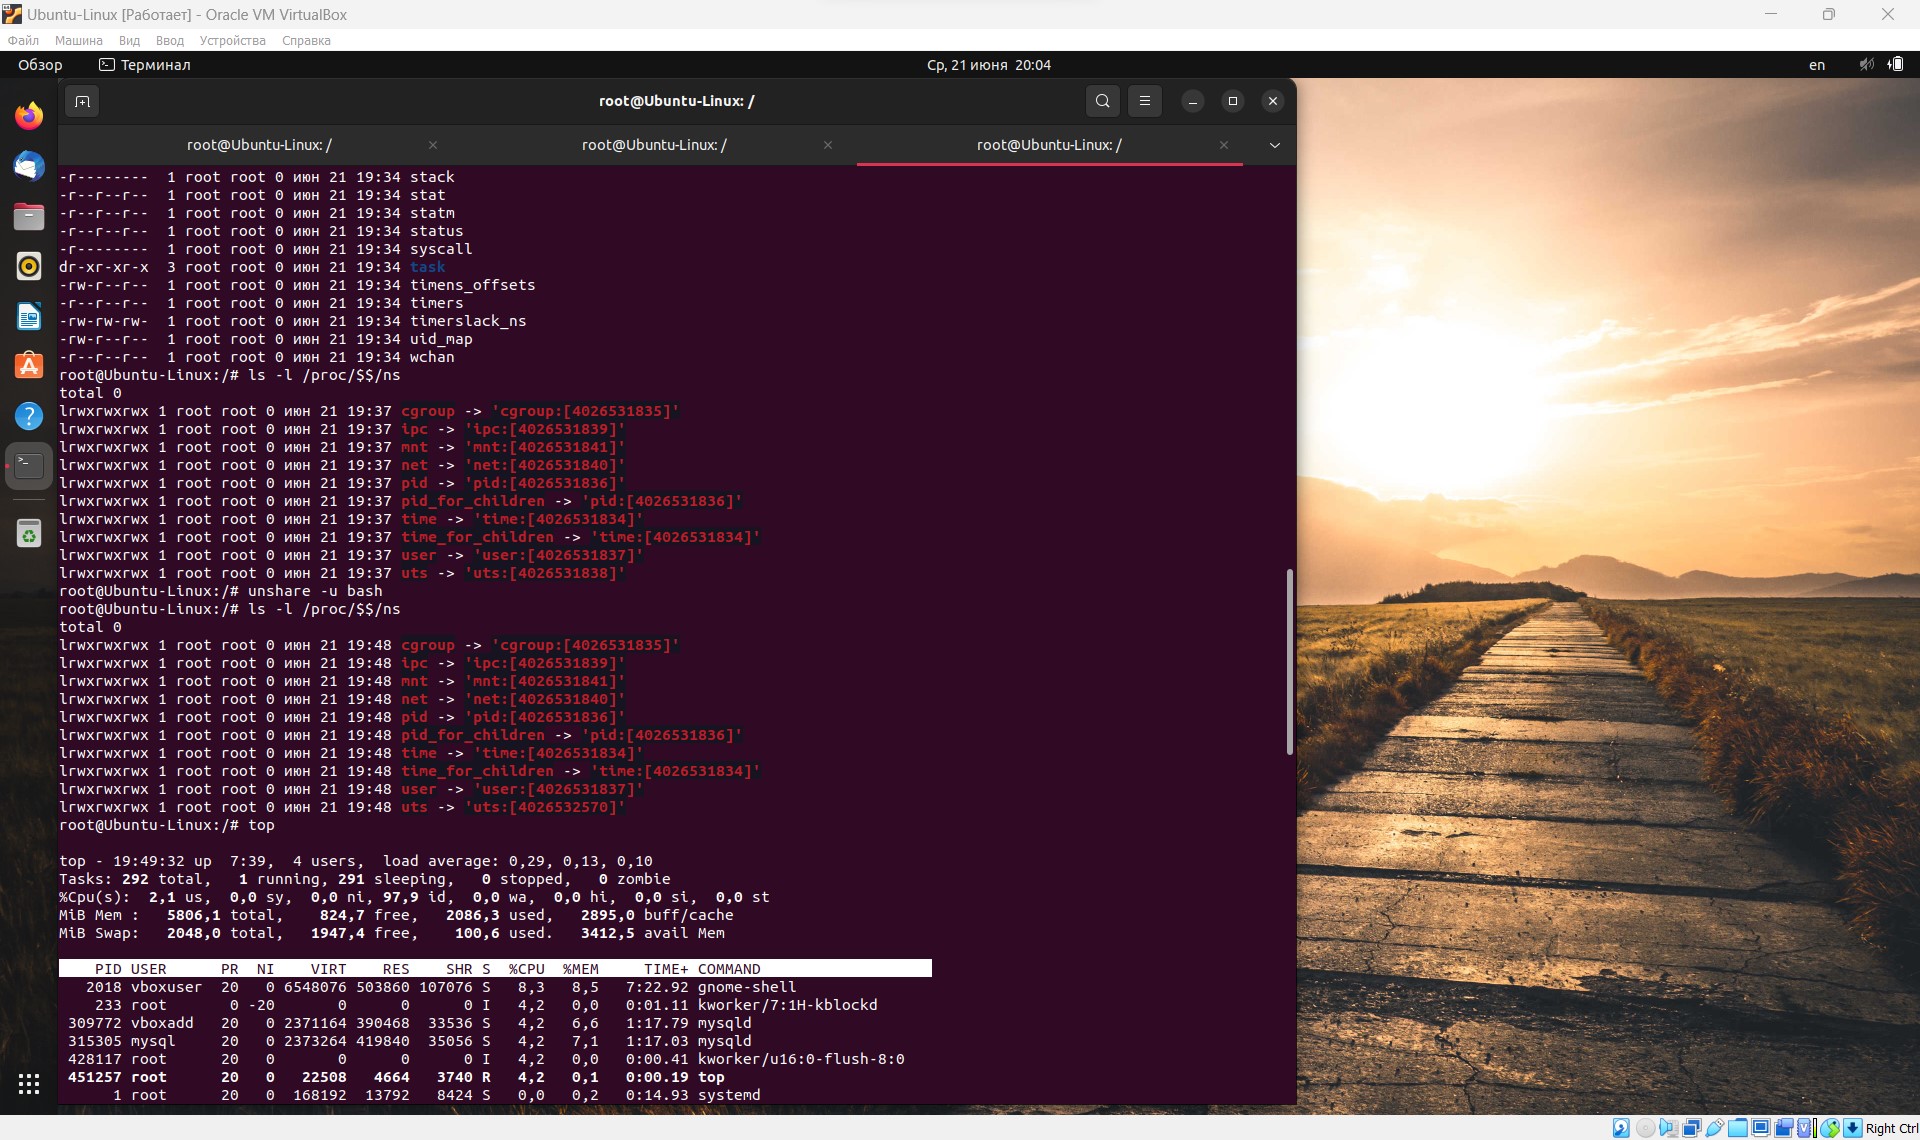 Ubuntu-Linux [Работает] - Oracle VM VirtualBox
Файл Машина Вид Ввод Устройства Справка
Обзор Терминал Ср, 21 июня 20:04 en
root@Ubuntu-Linux: /
root@Ubuntu-Linux: / root@Ubuntu-Linux: / root@Ubuntu-Linux: /
-r-------- 1 root root 0 июн 21 19:34 stack
-r--r--r-- 1 root root 0 июн 21 19:34 stat
-r--r--r-- 1 root root 0 июн 21 19:34 statm
-r--r--r-- 1 root root 0 июн 21 19:34 status
-r-------- 1 root root 0 июн 21 19:34 syscall
dr-xr-xr-x 3 root root 0 июн 21 19:34 task
-rw-r--r-- 1 root root 0 июн 21 19:34 timens_offsets
-r--r--r-- 1 root root 0 июн 21 19:34 timers
-rw-rw-rw- 1 root root 0 июн 21 19:34 timerslack_ns
-rw-r--r-- 1 root root 0 июн 21 19:34 uid_map
-r--r--r-- 1 root root 0 июн 21 19:34 wchan
root@Ubuntu-Linux:/# ls -l /proc/$$/ns
total 0
lrwxrwxrwx 1 root root 0 июн 21 19:37 cgroup -> 'cgroup:[4026531835]'
lrwxrwxrwx 1 root root 0 июн 21 19:37 ipc -> 'ipc:[4026531839]'
lrwxrwxrwx 1 root root 0 июн 21 19:37 mnt -> 'mnt:[4026531841]'
lrwxrwxrwx 1 root root 0 июн 21 19:37 net -> 'net:[4026531840]'
lrwxrwxrwx 1 root root 0 июн 21 19:37 pid -> 'pid:[4026531836]'
lrwxrwxrwx 1 root root 0 июн 21 19:37 pid_for_children -> 'pid:[4026531836]'
lrwxrwxrwx 1 root root 0 июн 21 19:37 time -> 'time:[4026531834]'
lrwxrwxrwx 1 root root 0 июн 21 19:37 time_for_children -> 'time:[4026531834]'
lrwxrwxrwx 1 root root 0 июн 21 19:37 user -> 'user:[4026531837]'
lrwxrwxrwx 1 root root 0 июн 21 19:37 uts -> 'uts:[4026531838]'
root@Ubuntu-Linux:/# unshare -u bash
root@Ubuntu-Linux:/# ls -l /proc/$$/ns
total 0
lrwxrwxrwx 1 root root 0 июн 21 19:48 cgroup -> 'cgroup:[4026531835]'
lrwxrwxrwx 1 root root 0 июн 21 19:48 ipc -> 'ipc:[4026531839]'
lrwxrwxrwx 1 root root 0 июн 21 19:48 mnt -> 'mnt:[4026531841]'
lrwxrwxrwx 1 root root 0 июн 21 19:48 net -> 'net:[4026531840]'
lrwxrwxrwx 1 root root 0 июн 21 19:48 pid -> 'pid:[4026531836]'
lrwxrwxrwx 1 root root 0 июн 21 19:48 pid_for_children -> 'pid:[4026531836]'
lrwxrwxrwx 1 root root 0 июн 21 19:48 time -> 'time:[4026531834]'
lrwxrwxrwx 1 root root 0 июн 21 19:48 time_for_children -> 'time:[4026531834]'
lrwxrwxrwx 1 root root 0 июн 21 19:48 user -> 'user:[4026531837]'
lrwxrwxrwx 1 root root 0 июн 21 19:48 uts -> 'uts:[4026532570]'
root@Ubuntu-Linux:/# top
top - 19:49:32 up 7:39, 4 users, load average: 0,29, 0,13, 0,10
Tasks: 292 total, 1 running, 291 sleeping, 0 stopped, 0 zombie
%Cpu(s): 2,1 us, 0,0 sy, 0,0 ni, 97,9 id, 0,0 wa, 0,0 hi, 0,0 si, 0,0 st
MiB Mem : 5806,1 total, 824,7 free, 2086,3 used, 2895,0 buff/cache
MiB Swap: 2048,0 total, 1947,4 free, 100,6 used. 3412,5 avail Mem
PID USER PR NI VIRT RES SHR S %CPU %MEM TIME+ COMMAND
2018 vboxuser 20 0 6548076 503860 107076 S 8,3 8,5 7:22.92 gnome-shell
233 root 0 -20 0 0 0 I 4,2 0,0 0:01.11 kworker/7:1H-kblockd
309772 vboxadd 20 0 2371164 390468 33536 S 4,2 6,6 1:17.79 mysqld
315305 mysql 20 0 2373264 419840 35056 S 4,2 7,1 1:17.03 mysqld
428117 root 20 0 0 0 0 I 4,2 0,0 0:00.41 kworker/u16:0-flush-8:0
451257 root 20 0 22508 4664 3740 R 4,2 0,1 0:00.19 top
1 root 20 0 168192 13792 8424 S 0,0 0,2 0:14.93 systemd
Right Ctrl